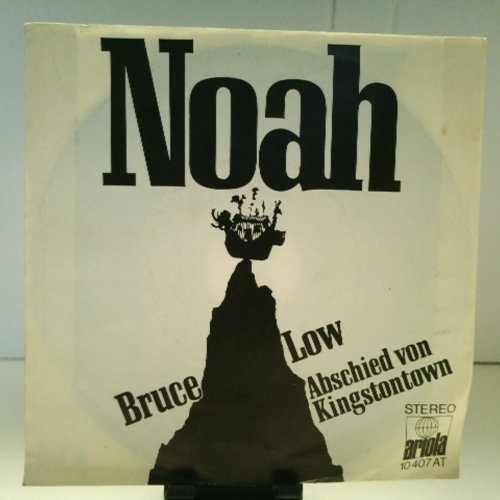 Noah
Bruce Low
Abschied von
Kingstontown
STEREO
ariola
10 407 AT